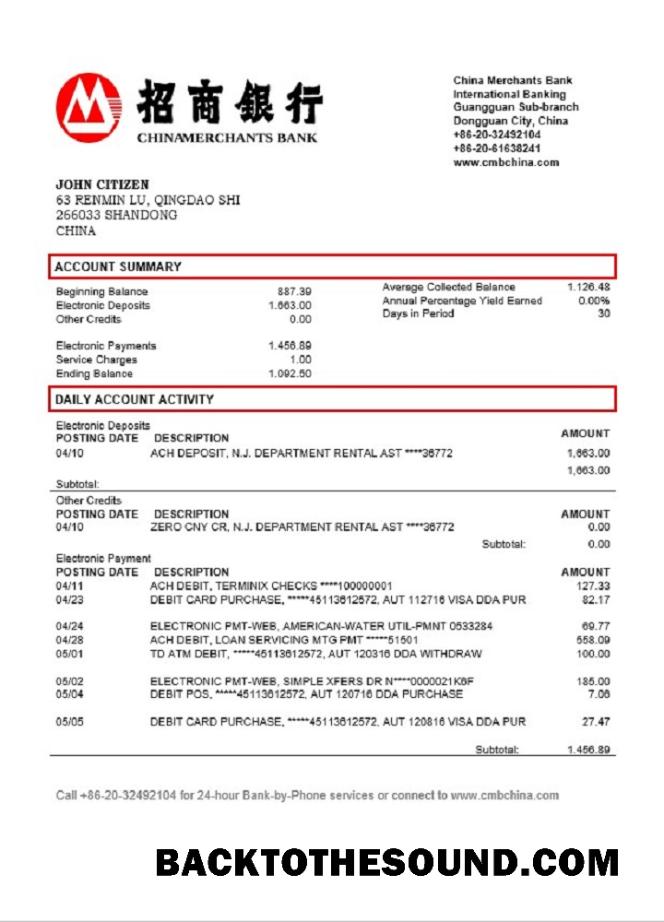 招商銀行
CHINA MERCHANTS BANK
China Merchants Bank
International Banking
Guangguan Sub-branch
Dongguan City, China
+86-20-32492104
+86-20-61638241
www.cmbchina.com
JOHN CITIZEN
63 RENMIN LU, QINGDAO SHI
266033 SHANDONG
CHINA
ACCOUNT SUMMARY
Beginning Balance 887.39
Electronic Deposits 1.663.00
Other Credits 0.00
Electronic Payments 1.456.89
Service Charges 1.00
Ending Balance 1.092.50
Average Collected Balance 1.126.48
Annual Percentage Yield Earned 0.00%
Days in Period 30
DAILY ACCOUNT ACTIVITY
Electronic Deposits
POSTING DATE DESCRIPTION AMOUNT
04/10 ACH DEPOSIT, N.J. DEPARTMENT RENTAL AST ****36772 1,663.00
1,663.00
Subtotal:
Other Credits
POSTING DATE DESCRIPTION AMOUNT
04/10 ZERO CNY CR, N.J. DEPARTMENT RENTAL AST ****36772 0.00
Subtotal: 0.00
Electronic Payment
POSTING DATE DESCRIPTION AMOUNT
04/11 ACH DEBIT, TERMINIX CHECKS ****100000001 127.33
04/23 DEBIT CARD PURCHASE, *****45113612572, AUT 112716 VISA DDA PUR 82.17
04/24 ELECTRONIC PMT-WEB, AMERICAN-WATER UTIL-PMNT 0533284 69.77
04/28 ACH DEBIT, LOAN SERVICING MTG PMT *****51501 558.09
05/01 TD ATM DEBIT, *****45113612572, AUT 120316 DDA WITHDRAW 100.00
05/02 ELECTRONIC PMT-WEB, SIMPLE XFERS DR N****0000021K6F 185.00
05/04 DEBIT POS, *****45113612572, AUT 120716 DDA PURCHASE 7.06
05/05 DEBIT CARD PURCHASE, *****45113612572, AUT 120816 VISA DDA PUR 27.47
Subtotal: 1.456.89
Call +86-20-32492104 for 24-hour Bank-by-Phone services or connect to www.cmbchina.com
BACKTOTHESOUND.COM